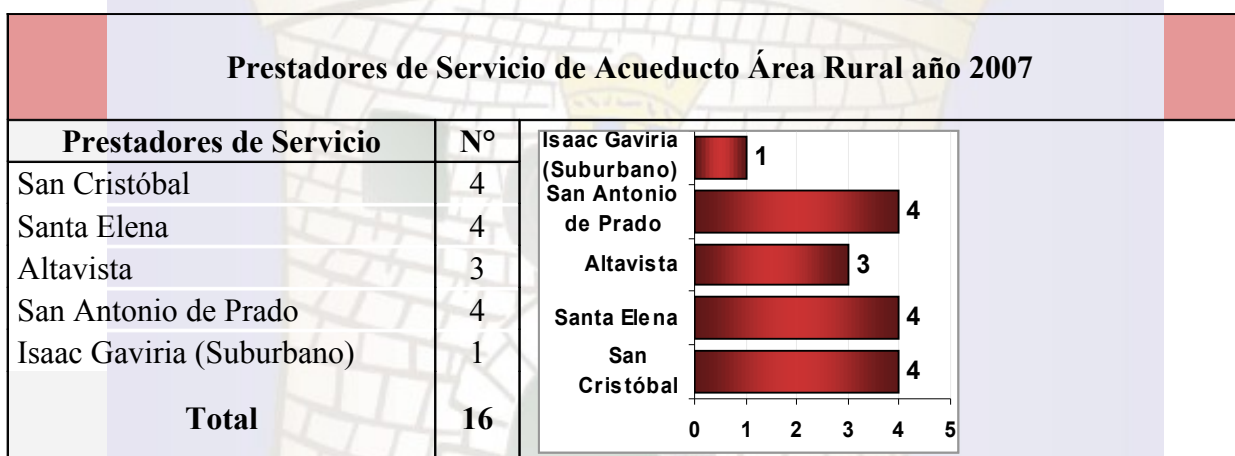 Prestadores de Servicio de Acueducto Área Rural año 2007
Prestadores de Servicio N°
San Cristóbal 4
Santa Elena 4
Altavista 3
San Antonio de Prado 4
Isaac Gaviria (Suburbano) 1
Total 16
Isaac Gaviria
(Suburbano)
1
San Antonio
de Prado
4
Altavista
3
Santa Elena
4
San
Cristóbal
4
0 1 2 3 4 5